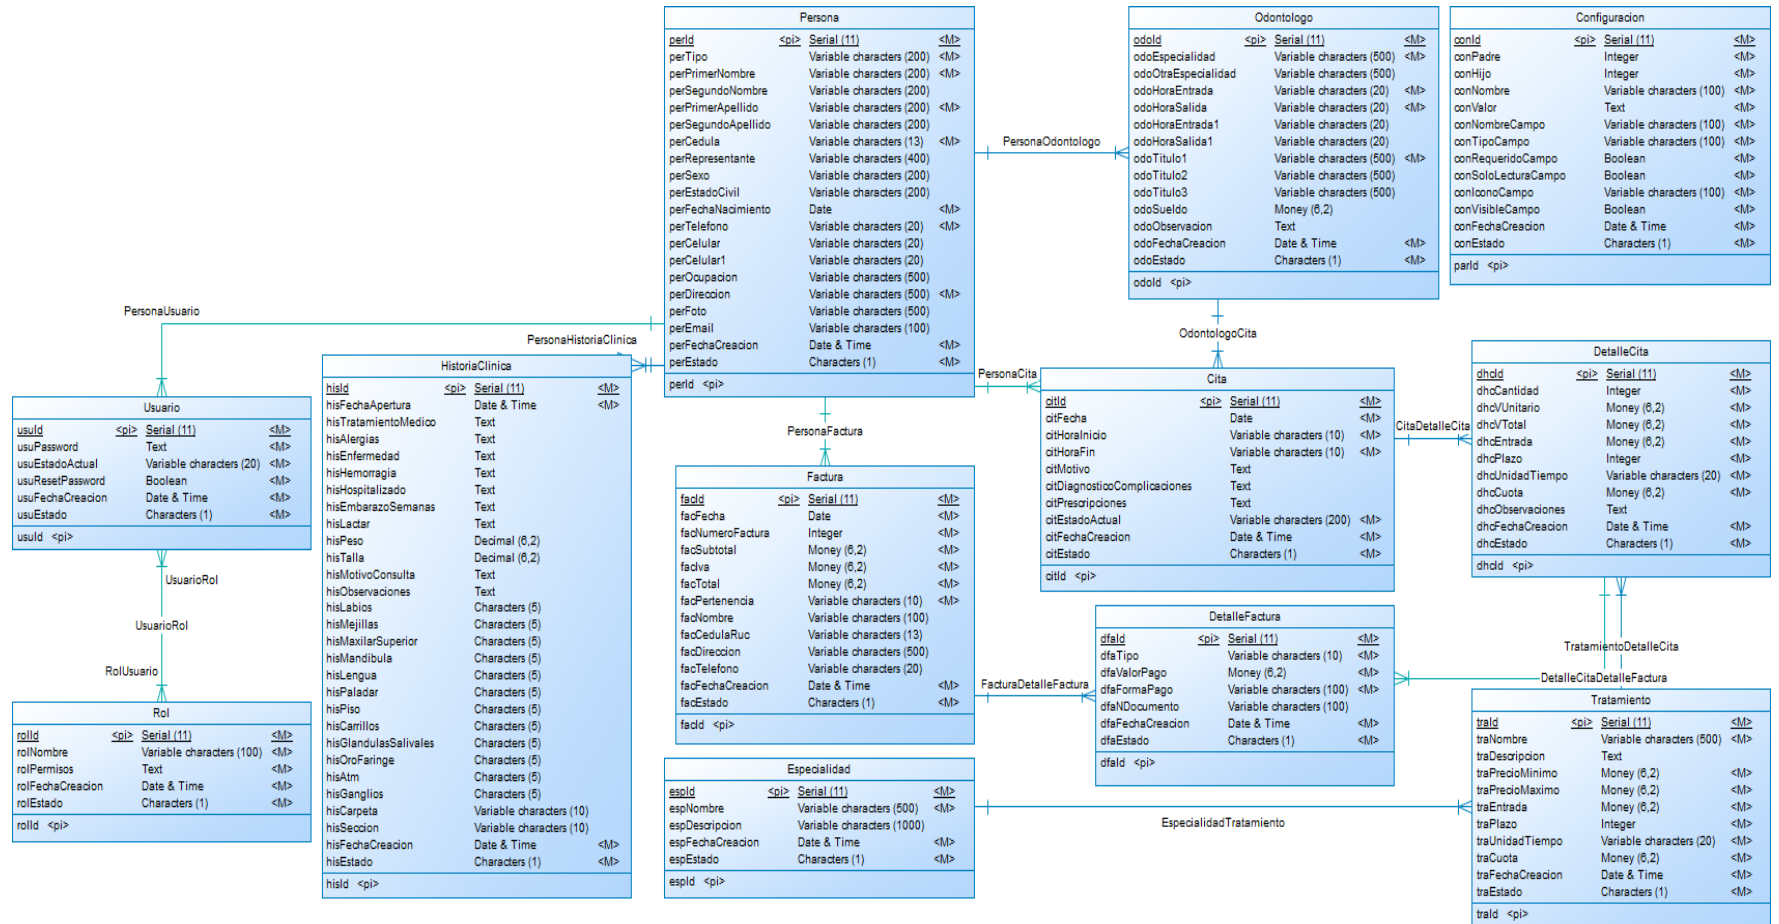 Persona
perId <pi> Serial (11) <M>
perTipo Variable characters (200) <M>
perPrimerNombre Variable characters (200) <M>
perSegundoNombre Variable characters (200)
perPrimerApellido Variable characters (200) <M>
perSegundoApellido Variable characters (200)
perCedula Variable characters (13) <M>
perRepresentante Variable characters (400)
perSexo Variable characters (200)
perEstadoCivil Variable characters (200)
perFechaNacimiento Date <M>
perTelefono Variable characters (20) <M>
perCelular Variable characters (20)
perCelular1 Variable characters (20)
perOcupacion Variable characters (500)
perDireccion Variable characters (500) <M>
perFoto Variable characters (500)
perEmail Variable characters (100)
perFechaCreacion Date & Time <M>
perEstado Characters (1) <M>
perId <pi>
Odontologo
odoId <pi> Serial (11) <M>
odoEspecialidad Variable characters (500) <M>
odoOtraEspecialidad Variable characters (500)
odoHoraEntrada Variable characters (20) <M>
odoHoraSalida Variable characters (20) <M>
odoHoraEntrada1 Variable characters (20)
odoHoraSalida1 Variable characters (20)
odoTitulo1 Variable characters (500) <M>
odoTitulo2 Variable characters (500)
odoTitulo3 Variable characters (500)
odoSueldo Money (6,2)
odoObservacion Text
odoFechaCreacion Date & Time <M>
odoEstado Characters (1) <M>
odoId <pi>
Configuracion
conId <pi> Serial (11) <M>
conPadre Integer <M>
conHijo Integer <M>
conNombre Variable characters (100) <M>
conValor Text <M>
conNombreCampo Variable characters (100) <M>
conTipoCampo Variable characters (100) <M>
conRequeridoCampo Boolean <M>
conSoloLecturaCampo Boolean <M>
conIconoCampo Variable characters (100) <M>
conVisibleCampo Boolean <M>
conFechaCreacion Date & Time <M>
conEstado Characters (1) <M>
parId <pi>
PersonaOdontologo
PersonaUsuario
PersonaHistoriaClinica
OdontologoCita
PersonaCita
PersonaFactura
CitaDetalleCita
HistoriaClinica
hisId <pi> Serial (11) <M>
hisFechaApertura Date & Time <M>
hisTratamientoMedico Text
hisAlergias Text
hisEnfermedad Text
hisHemorragia Text
hisHospitalizado Text
hisEmbarazoSemanas Text
hisLactar Text
hisPeso Decimal (6,2)
hisTalla Decimal (6,2)
hisMotivoConsulta Text
hisObservaciones Text
hisLabios Characters (5)
hisMejillas Characters (5)
hisMaxilarSuperior Characters (5)
hisMandibula Characters (5)
hisLengua Characters (5)
hisPaladar Characters (5)
hisPiso Characters (5)
hisCarrillos Characters (5)
hisGlandulasSalivales Characters (5)
hisOroFaringe Characters (5)
hisAtm Characters (5)
hisGanglios Characters (5)
hisCarpeta Variable characters (10)
hisSeccion Variable characters (10)
hisFechaCreacion Date & Time <M>
hisEstado Characters (1) <M>
hisId <pi>
Usuario
usuId <pi> Serial (11) <M>
usuPassword Text <M>
usuEstadoActual Variable characters (20) <M>
usuResetPassword Boolean <M>
usuFechaCreacion Date & Time <M>
usuEstado Characters (1) <M>
usuId <pi>
UsuarioRol
UsuarioRol
RolUsuario
Rol
rolId <pi> Serial (11) <M>
rolNombre Variable characters (100) <M>
rolPermisos Text <M>
rolFechaCreacion Date & Time <M>
rolEstado Characters (1) <M>
rolId <pi>
Factura
facId <pi> Serial (11) <M>
facFecha Date <M>
facNumeroFactura Integer <M>
facSubtotal Money (6,2) <M>
facIva Money (6,2) <M>
facTotal Money (6,2) <M>
facPertenencia Variable characters (10) <M>
facNombre Variable characters (100)
facCedulaRuc Variable characters (13)
facDireccion Variable characters (500)
facTelefono Variable characters (20)
facFechaCreacion Date & Time <M>
facEstado Characters (1) <M>
facId <pi>
Cita
citId <pi> Serial (11) <M>
citFecha Date <M>
citHoraInicio Variable characters (10) <M>
citHoraFin Variable characters (10) <M>
citMotivo Text
citDiagnosticoComplicaciones Text
citPrescripciones Text
citEstadoActual Variable characters (200) <M>
citFechaCreacion Date & Time <M>
citEstado Characters (1) <M>
citId <pi>
DetalleCita
dhcId <pi> Serial (11) <M>
dhcCantidad Integer <M>
dhcVUnitario Money (6,2) <M>
dhcVTotal Money (6,2) <M>
dhcEntrada Money (6,2) <M>
dhcPlazo Integer <M>
dhcUnidadTiempo Variable characters (20) <M>
dhcCuota Money (6,2) <M>
dhcObservaciones Text
dhcFechaCreacion Date & Time <M>
dhcEstado Characters (1) <M>
dhcId <pi>
DetalleFactura
dfaId <pi> Serial (11) <M>
dfaTipo Variable characters (10) <M>
dfaValorPago Money (6,2) <M>
dfaFormaPago Variable characters (100) <M>
dfaNDocumento Variable characters (100)
dfaFechaCreacion Date & Time <M>
dfaEstado Characters (1) <M>
dfaId <pi>
FacturaDetalleFactura
TratamientoDetalleCita
DetalleCitaDetalleFactura
Especialidad
espId <pi> Serial (11) <M>
espNombre Variable characters (500) <M>
espDescripcion Variable characters (1000)
espFechaCreacion Date & Time <M>
espEstado Characters (1) <M>
espId <pi>
EspecialidadTratamiento
Tratamiento
traId <pi> Serial (11) <M>
traNombre Variable characters (500) <M>
traDescripcion Text
traPrecioMinimo Money (6,2) <M>
traPrecioMaximo Money (6,2) <M>
traEntrada Money (6,2) <M>
traPlazo Integer <M>
traUnidadTiempo Variable characters (20) <M>
traCuota Money (6,2) <M>
traFechaCreacion Date & Time <M>
traEstado Characters (1) <M>
traId <pi>